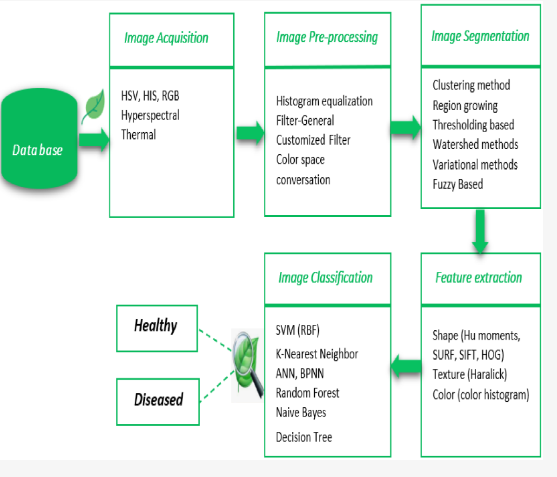 Database
Image Acquisition
HSV, HIS, RGB
Hyperspectral
Thermal
Image Pre-processing
Histogram equalization
Filter-General
Customized Filter
Color space
conversation
Image Segmentation
Clustering method
Region growing
Thresholding based
Watershed methods
Variational methods
Fuzzy Based
Feature extraction
Shape (Hu moments,
SURF, SIFT, HOG)
Texture (Haralick)
Color (color histogram)
Image Classification
SVM (RBF)
K-Nearest Neighbor
ANN, BPNN
Random Forest
Naive Bayes
Decision Tree
Healthy
Diseased